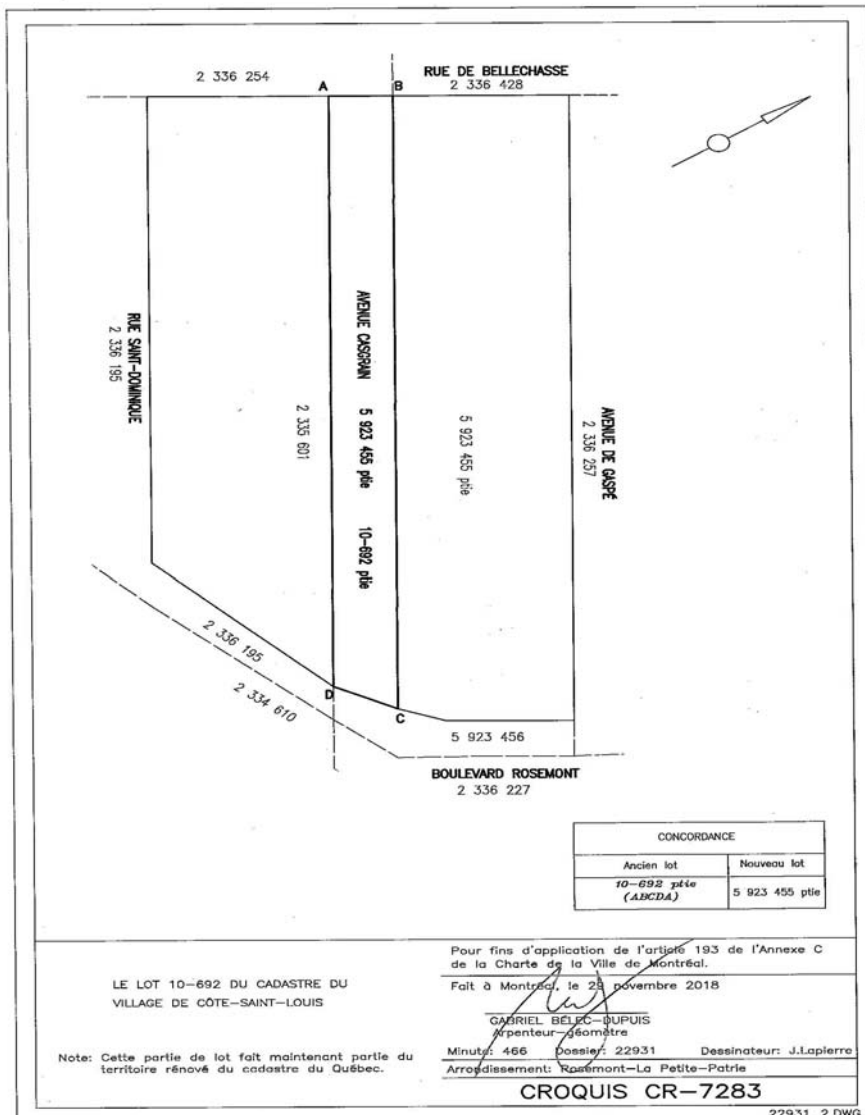 2 336 254
RUE DE BELLECHASSE
2 336 428
A
B
RUE SAINT-DOMINIQUE
2 336 195
2 335 601
AVENUE CASGRAIN 5 923 455 ptie 10-692 ptie
5 923 455 ptie
AVENUE DE GASPÉ
2 336 257
2 336 195
2 334 610
D
C
5 923 456
BOULEVARD ROSEMONT
2 336 227
CONCORDANCE
Ancien lot Nouveau lot
10-692 ptie
(ABCDA)
5 923 455 ptie
LE LOT 10-692 DU CADASTRE DU
VILLAGE DE CÔTE-SAINT-LOUIS
Note: Cette partie de lot fait maintenant partie du
territoire rénové du cadastre du Québec.
Pour fins d'application de l'article 193 de l'Annexe C
de la Charte de la Ville de Montréal.
Fait à Montréal, le 29 novembre 2018
GABRIEL BÉLEC-DUPUIS
Arpenteur-géomètre
Minute: 466 Dossier: 22931 Dessinateur: J.Lapierre
Arrondissement: Rosemont-La Petite-Patrie
CROQUIS CR-7283
22931_2.DWG